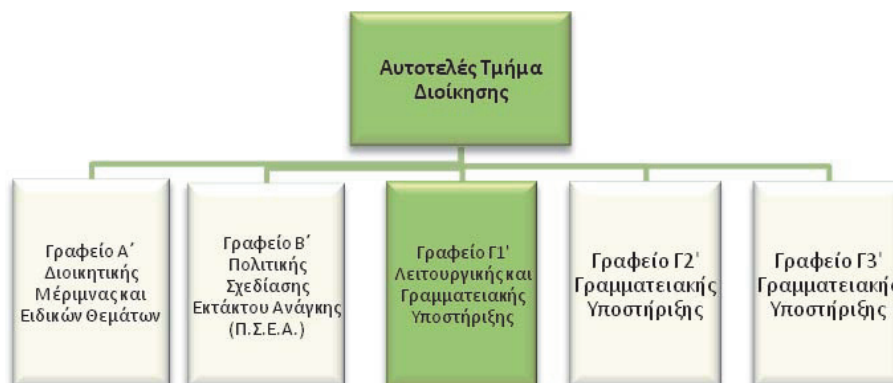 Αυτοτελές Τμήμα
Διοίκησης
Γραφείο Α΄
Διοικητικής
Μέριμνας και
Ειδικών Θεμάτων
Γραφείο Β΄
Πολιτικής
Σχεδίασης
Εκτάκτου Ανάγκης
(Π.Σ.Ε.Α.)
Γραφείο Γ1'
Λειτουργικής και
Γραμματειακής
Υποστήριξης
Γραφείο Γ2'
Γραμματειακής
Υποστήριξης
Γραφείο Γ3'
Γραμματειακής
Υποστήριξης